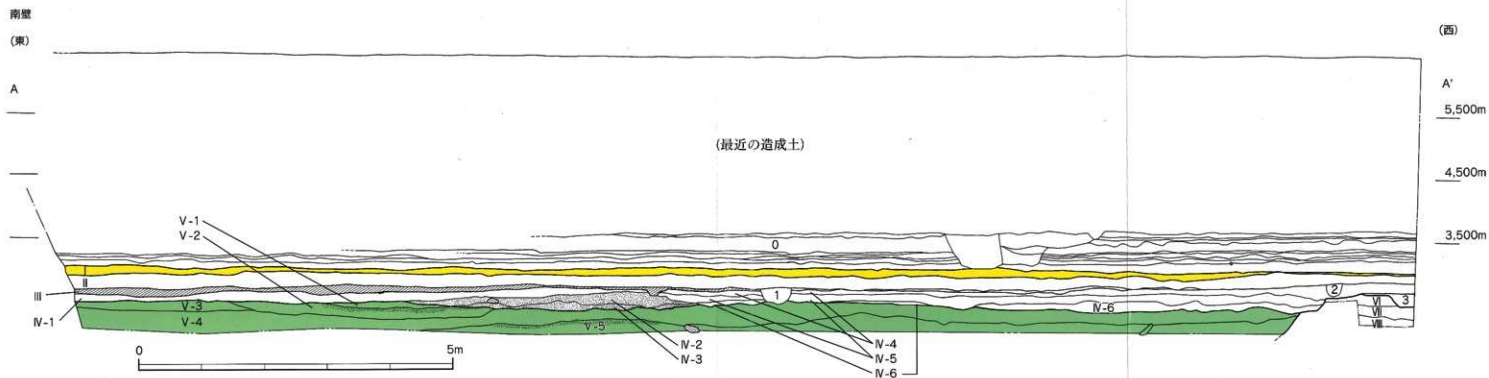 南壁
(東)
(西)
A
A'
5,500m
(最近の造成土)
4,500m
V-1
V-2
3,500m
0
I
II
III
1
2
3
V-3
IV-6
VI
VII
IV-1
V-4
V-5
IV-2
IV-4
VIII
IV-3
IV-5
IV-6
0
5m